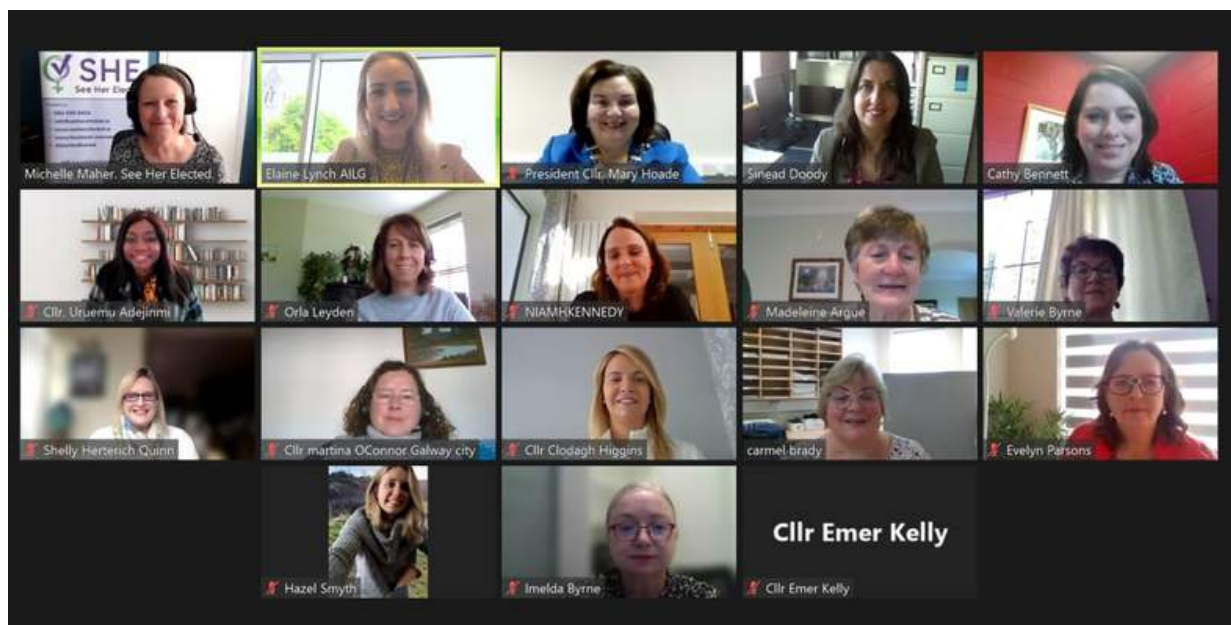 SHE
See Her Elec
Michelle Maher. See Her Elected.
Elaine Lynch AILG
President Cllr. Mary Hoade
Sinead Doody
Cathy Bennett
Cllr. Uruemu Adejinmi
Orla Leyden
NIAMHKENNEDY
Madeleine Argue
Valerie Byrne
Shelly Herterich Quinn
Cllr martina OConnor Galway city
Cllr Clodagh Higgins
carmel brady
Evelyn Parsons
Hazel Smyth
Imelda Byrne
Cllr Emer Kelly
Cllr Emer Kelly